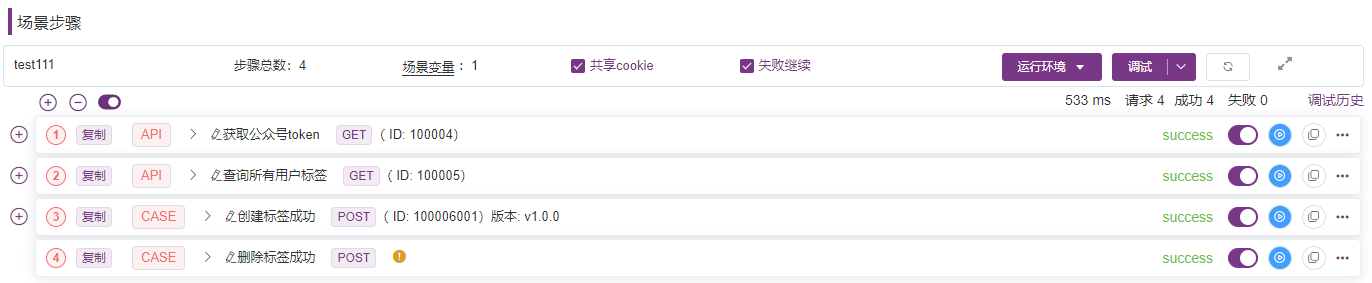 场景步骤
test111 步骤总数：4 场景变量：1 共享cookie 失败继续 运行环境 调试
533 ms 请求 4 成功 4 失败 0 调试历史
1 复制 API 获取公众号token GET （ ID: 100004） success
2 复制 API 查询所有用户标签 GET （ ID: 100005） success
3 复制 CASE 创建标签成功 POST （ ID: 100006001）版本: v1.0.0 success
4 复制 CASE 删除标签成功 POST success